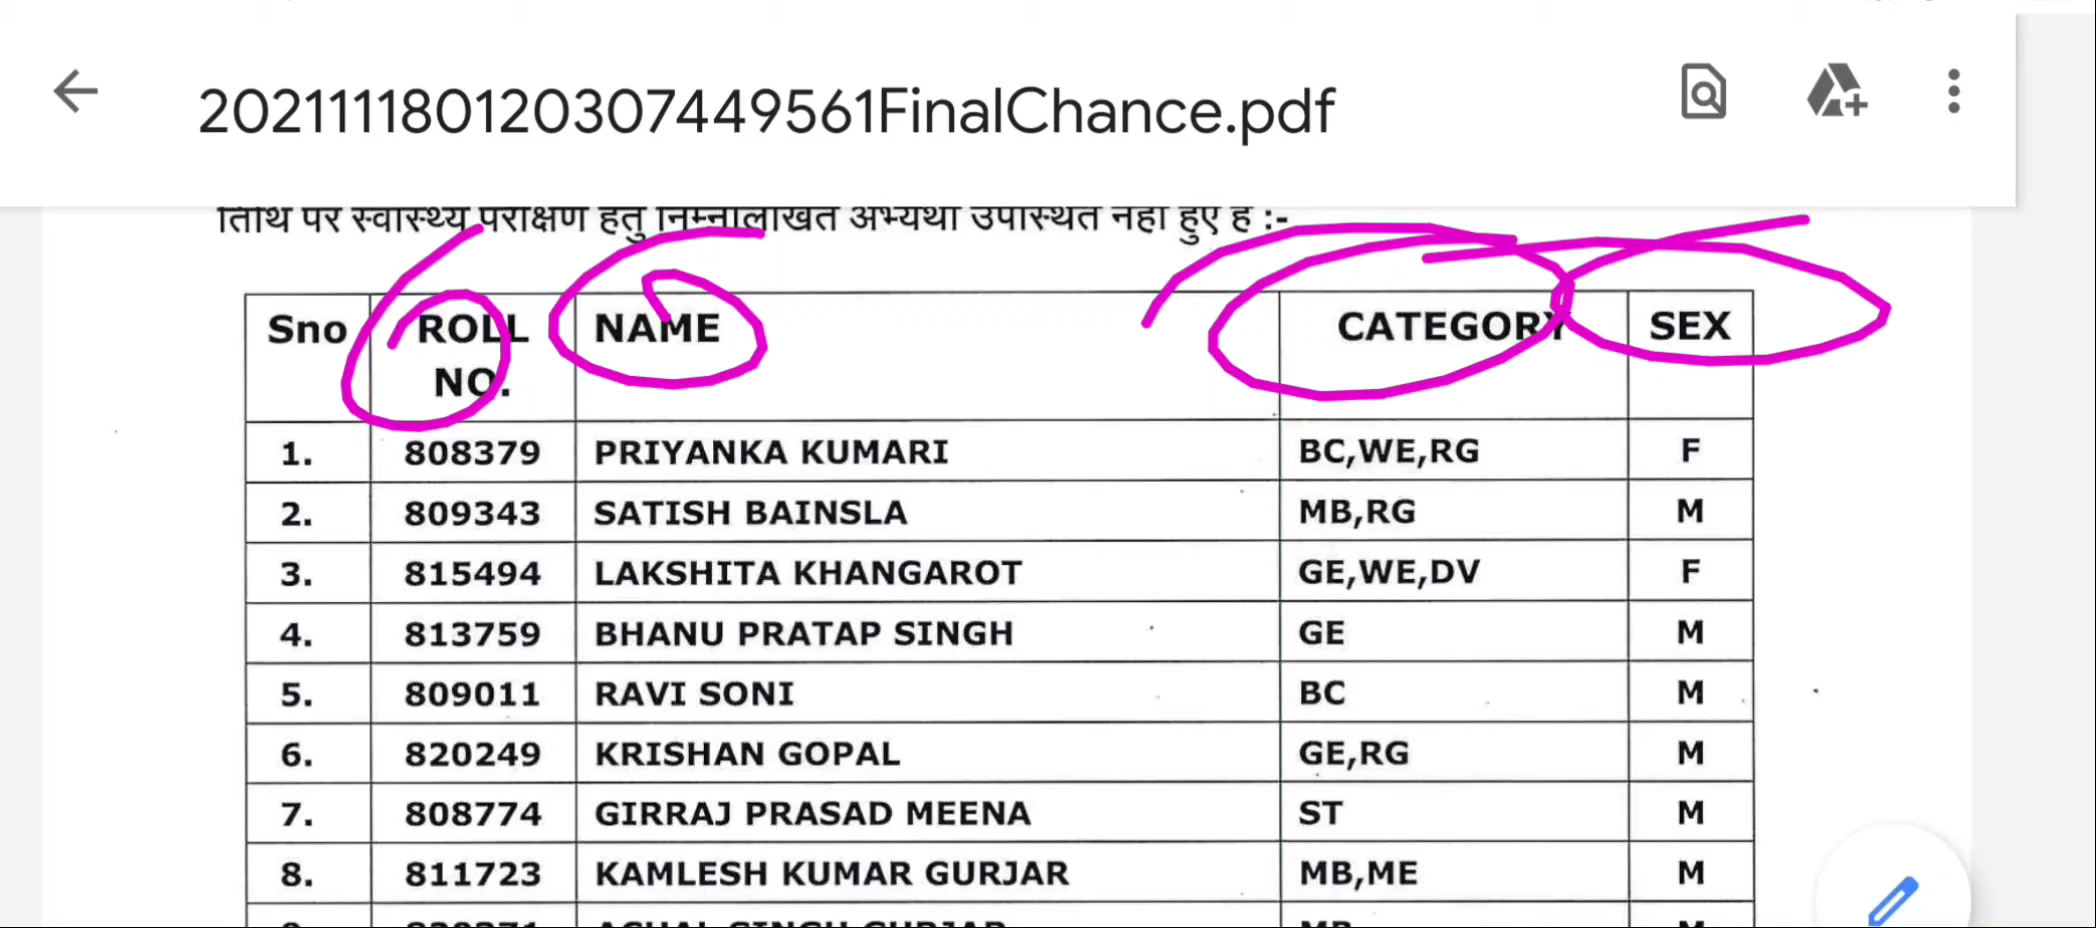 202111180120307449561FinalChance.pdf
तिथि पर स्वास्थ्य परीक्षण हेतु निम्नलिखित अभ्यर्थी उपस्थित नहीं हुए हैं :-
Sno ROLL NO. NAME CATEGORY SEX
1. 808379 PRIYANKA KUMARI BC,WE,RG F
2. 809343 SATISH BAINSLA MB,RG M
3. 815494 LAKSHITA KHANGAROT GE,WE,DV F
4. 813759 BHANU PRATAP SINGH GE M
5. 809011 RAVI SONI BC M
6. 820249 KRISHAN GOPAL GE,RG M
7. 808774 GIRRAJ PRASAD MEENA ST M
8. 811723 KAMLESH KUMAR GURJAR MB,ME M